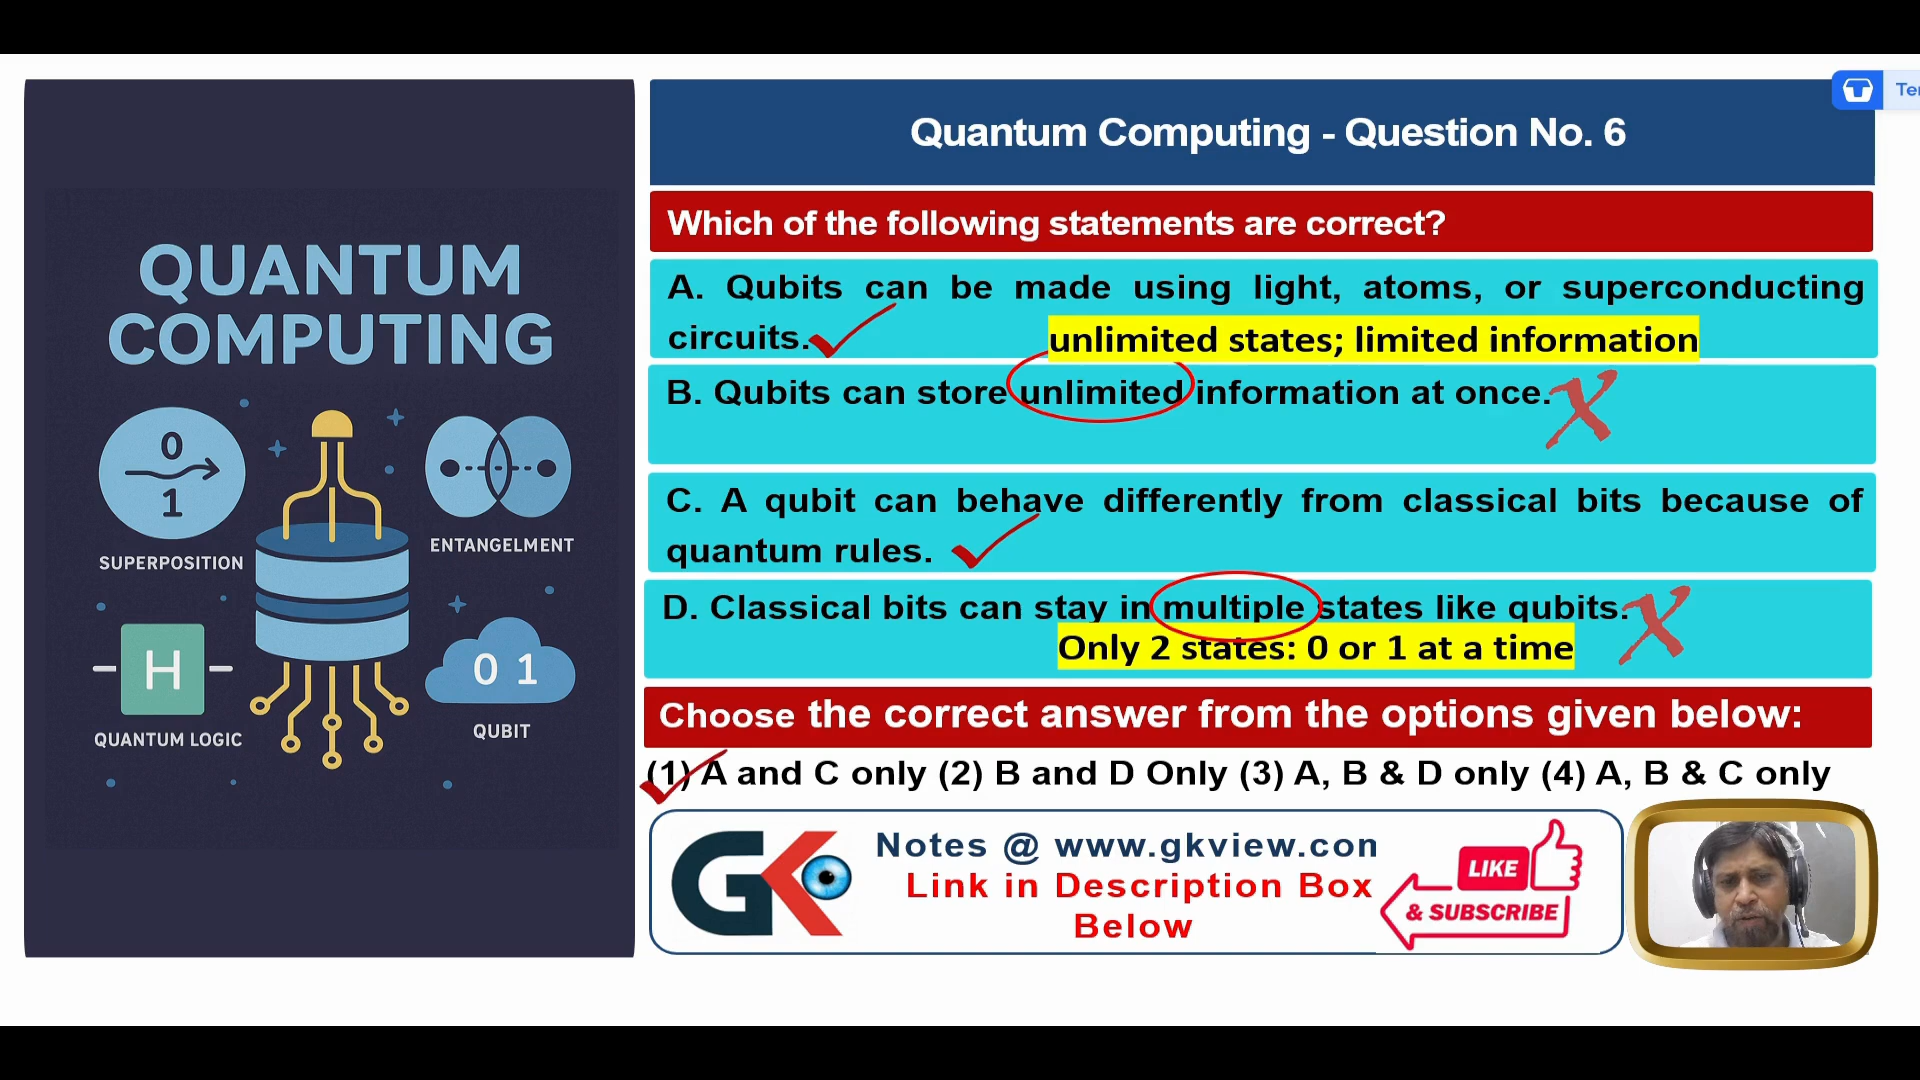 Quantum Computing - Question No. 6
Which of the following statements are correct?
A. Qubits can be made using light, atoms, or superconducting
circuits.
unlimited states; limited information
B. Qubits can store unlimited information at once.
C. A qubit can behave differently from classical bits because of
quantum rules.
D. Classical bits can stay in multiple states like qubits.
Only 2 states: 0 or 1 at a time
Choose the correct answer from the options given below:
(1) A and C only (2) B and D Only (3) A, B & D only (4) A, B & C only
QUANTUM
COMPUTING
0
1
SUPERPOSITION
ENTANGELMENT
H
QUANTUM LOGIC
0 1
QUBIT
GK
Notes @ www.gkview.con
Link in Description Box
Below
LIKE
& SUBSCRIBE